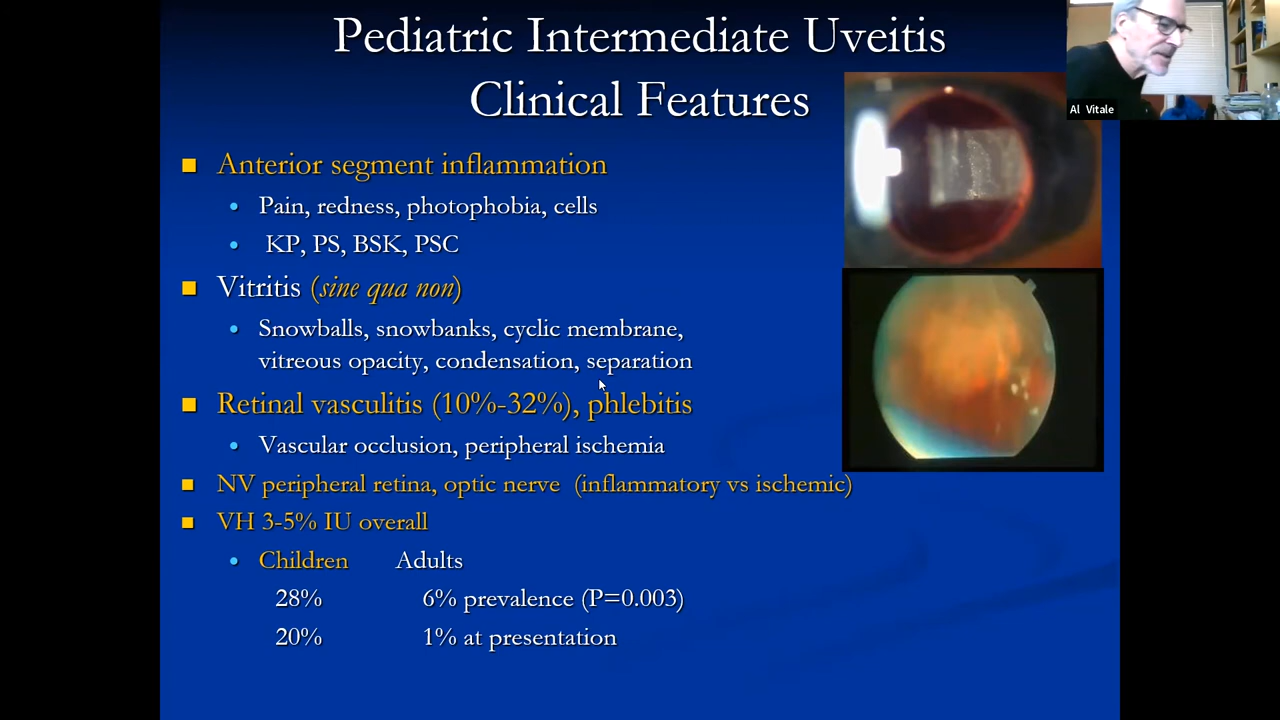 Pediatric Intermediate Uveitis
Clinical Features
Al Vitale
Anterior segment inflammation
Pain, redness, photophobia, cells
KP, PS, BSK, PSC
Vitritis (sine qua non)
Snowballs, snowbanks, cyclic membrane,
vitreous opacity, condensation, separation
Retinal vasculitis (10%-32%), phlebitis
Vascular occlusion, peripheral ischemia
NV peripheral retina, optic nerve (inflammatory vs ischemic)
VH 3-5% IU overall
Children Adults
28% 6% prevalence (P=0.003)
20% 1% at presentation